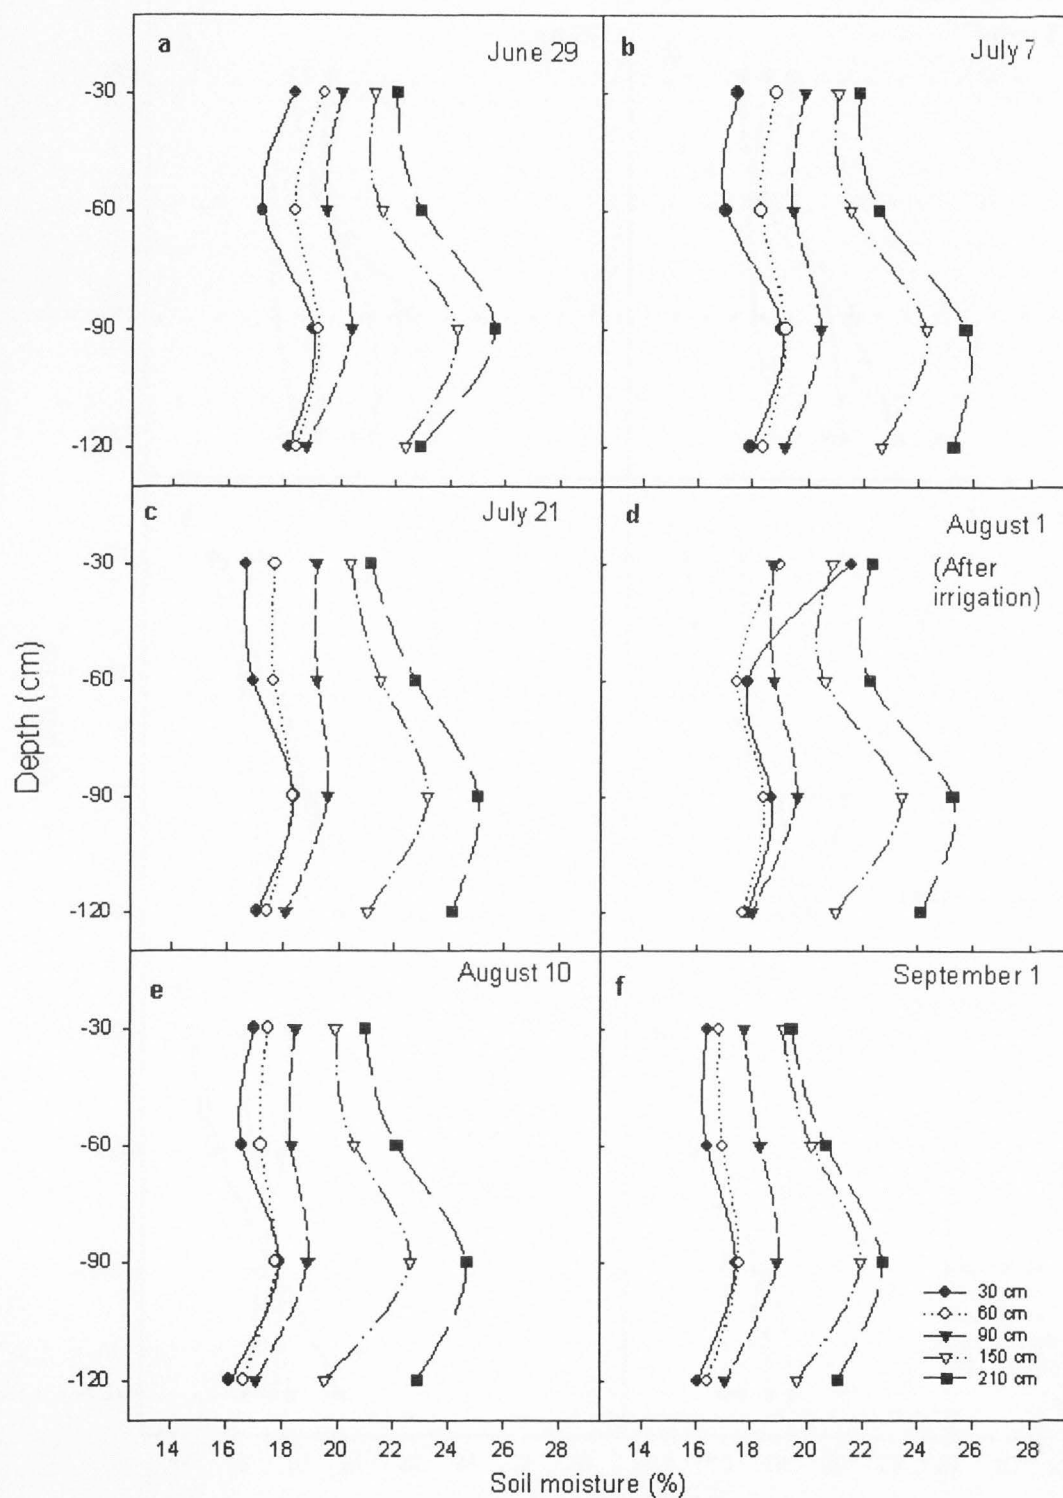 a
June 29
b
July 7
-30
-60
-90
-120
c
July 21
d
August 1
(After
irrigation)
-30
-60
-90
-120
Depth (cm)
e
August 10
f
September 1
-30
-60
-90
-120
30 cm
60 cm
90 cm
150 cm
210 cm
14 16 18 20 22 24 26 28 14 16 18 20 22 24 26 28
Soil moisture (%)